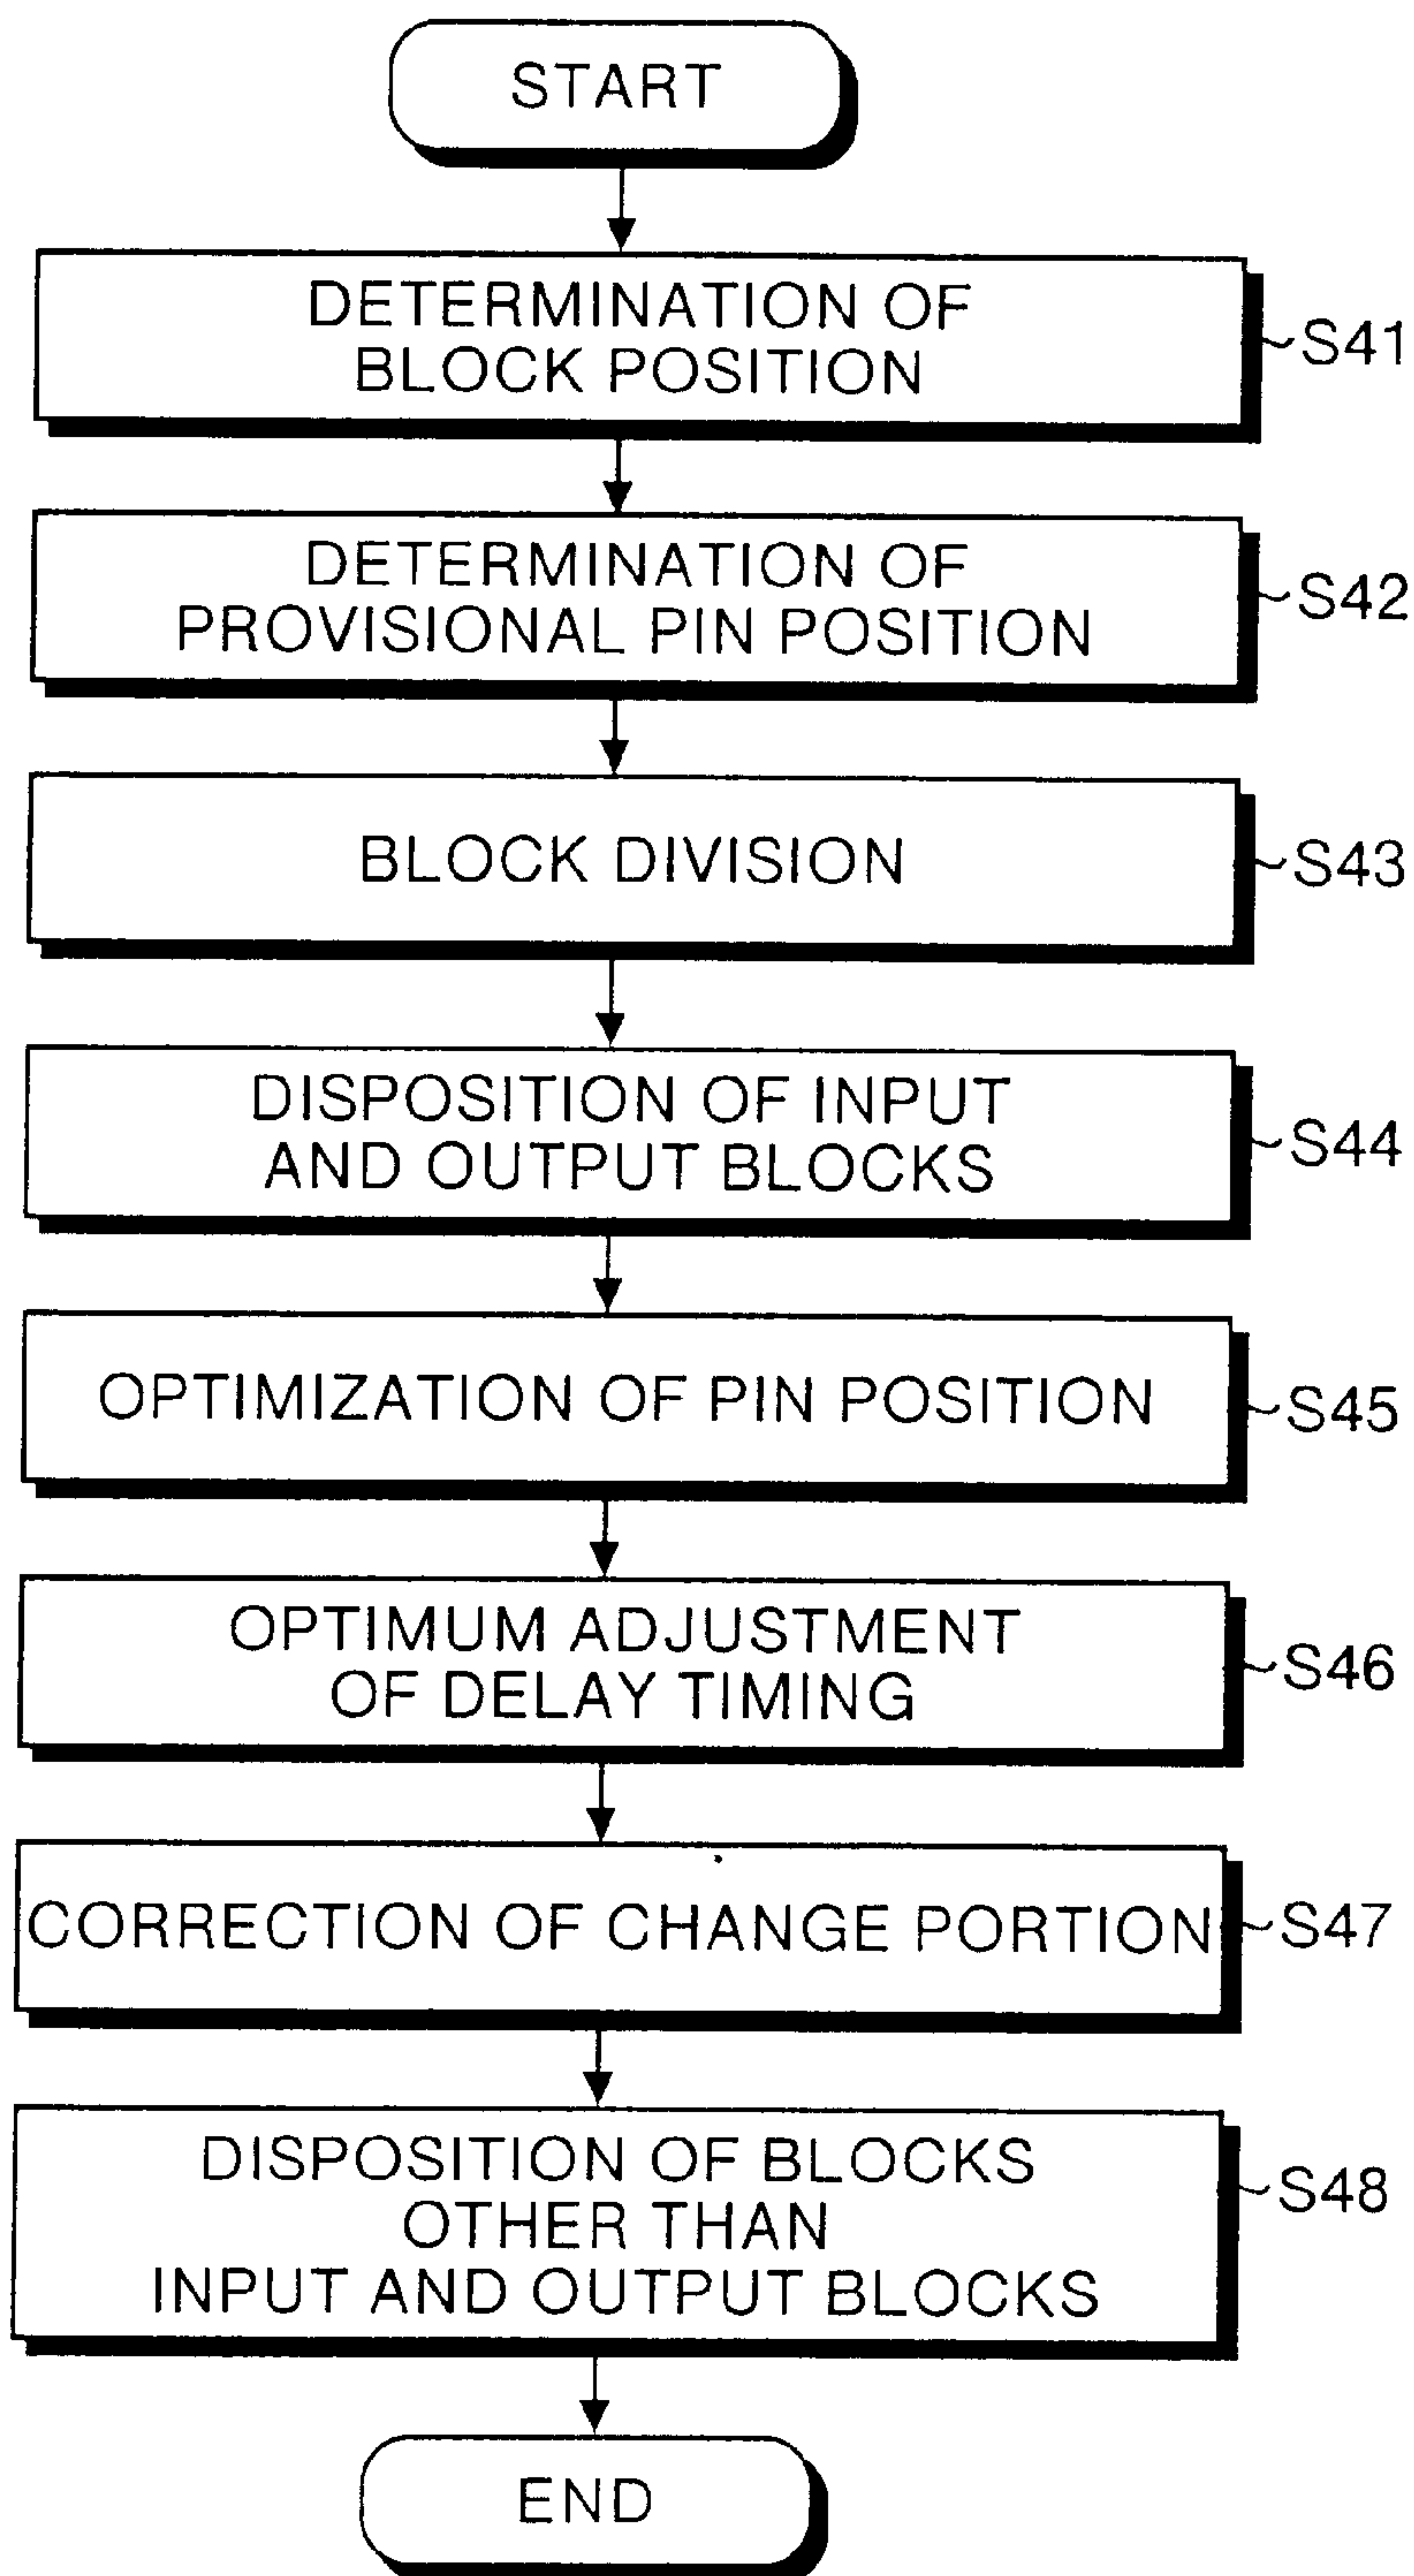 START
DETERMINATION OF
BLOCK POSITION
S41
DETERMINATION OF
PROVISIONAL PIN POSITION
S42
BLOCK DIVISION
S43
DISPOSITION OF INPUT
AND OUTPUT BLOCKS
S44
OPTIMIZATION OF PIN POSITION
S45
OPTIMUM ADJUSTMENT
OF DELAY TIMING
S46
CORRECTION OF CHANGE PORTION
S47
DISPOSITION OF BLOCKS
OTHER THAN
INPUT AND OUTPUT BLOCKS
S48
END